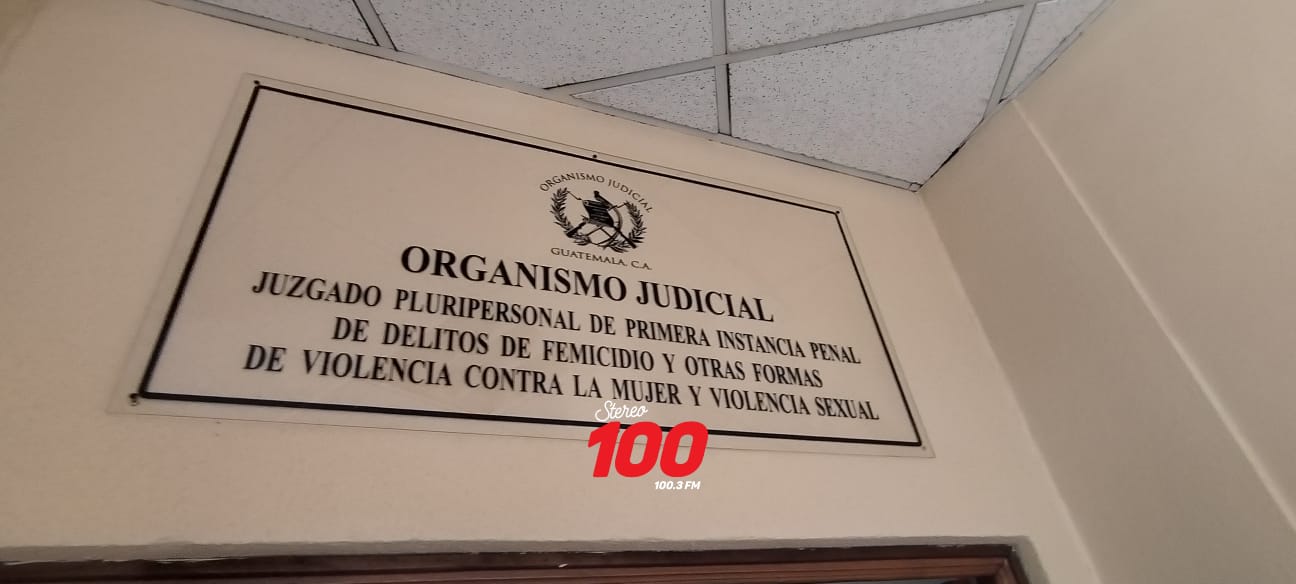 ORGANISMO JUDICIAL
GUATEMALA, C.A.
ORGANISMO JUDICIAL
JUZGADO PLURIPERSONAL DE PRIMERA INSTANCIA PENAL
DE DELITOS DE FEMICIDIO Y OTRAS FORMAS
DE VIOLENCIA CONTRA LA MUJER Y VIOLENCIA SEXUAL
Stereo
100
100.3 FM